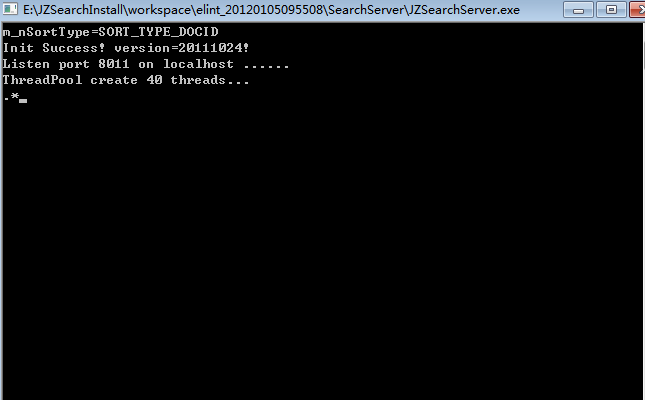 E:\JZSearchInstall\workspace\elint_20120105095508\SearchServer\JZSearchServer.exe
m_nSortType=SORT_TYPE_DOCID
Init Success! version=20111024!
Listen port 8011 on localhost ......
ThreadPool create 40 threads...
.*_